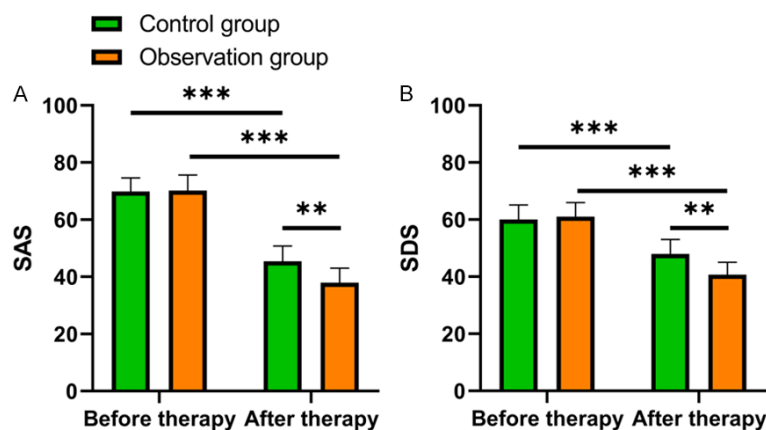 Control group
Observation group
A
SAS
100
80
60
40
20
0
***
***
**
Before therapy
After therapy
B
SDS
100
80
60
40
20
0
***
***
**
Before therapy
After therapy